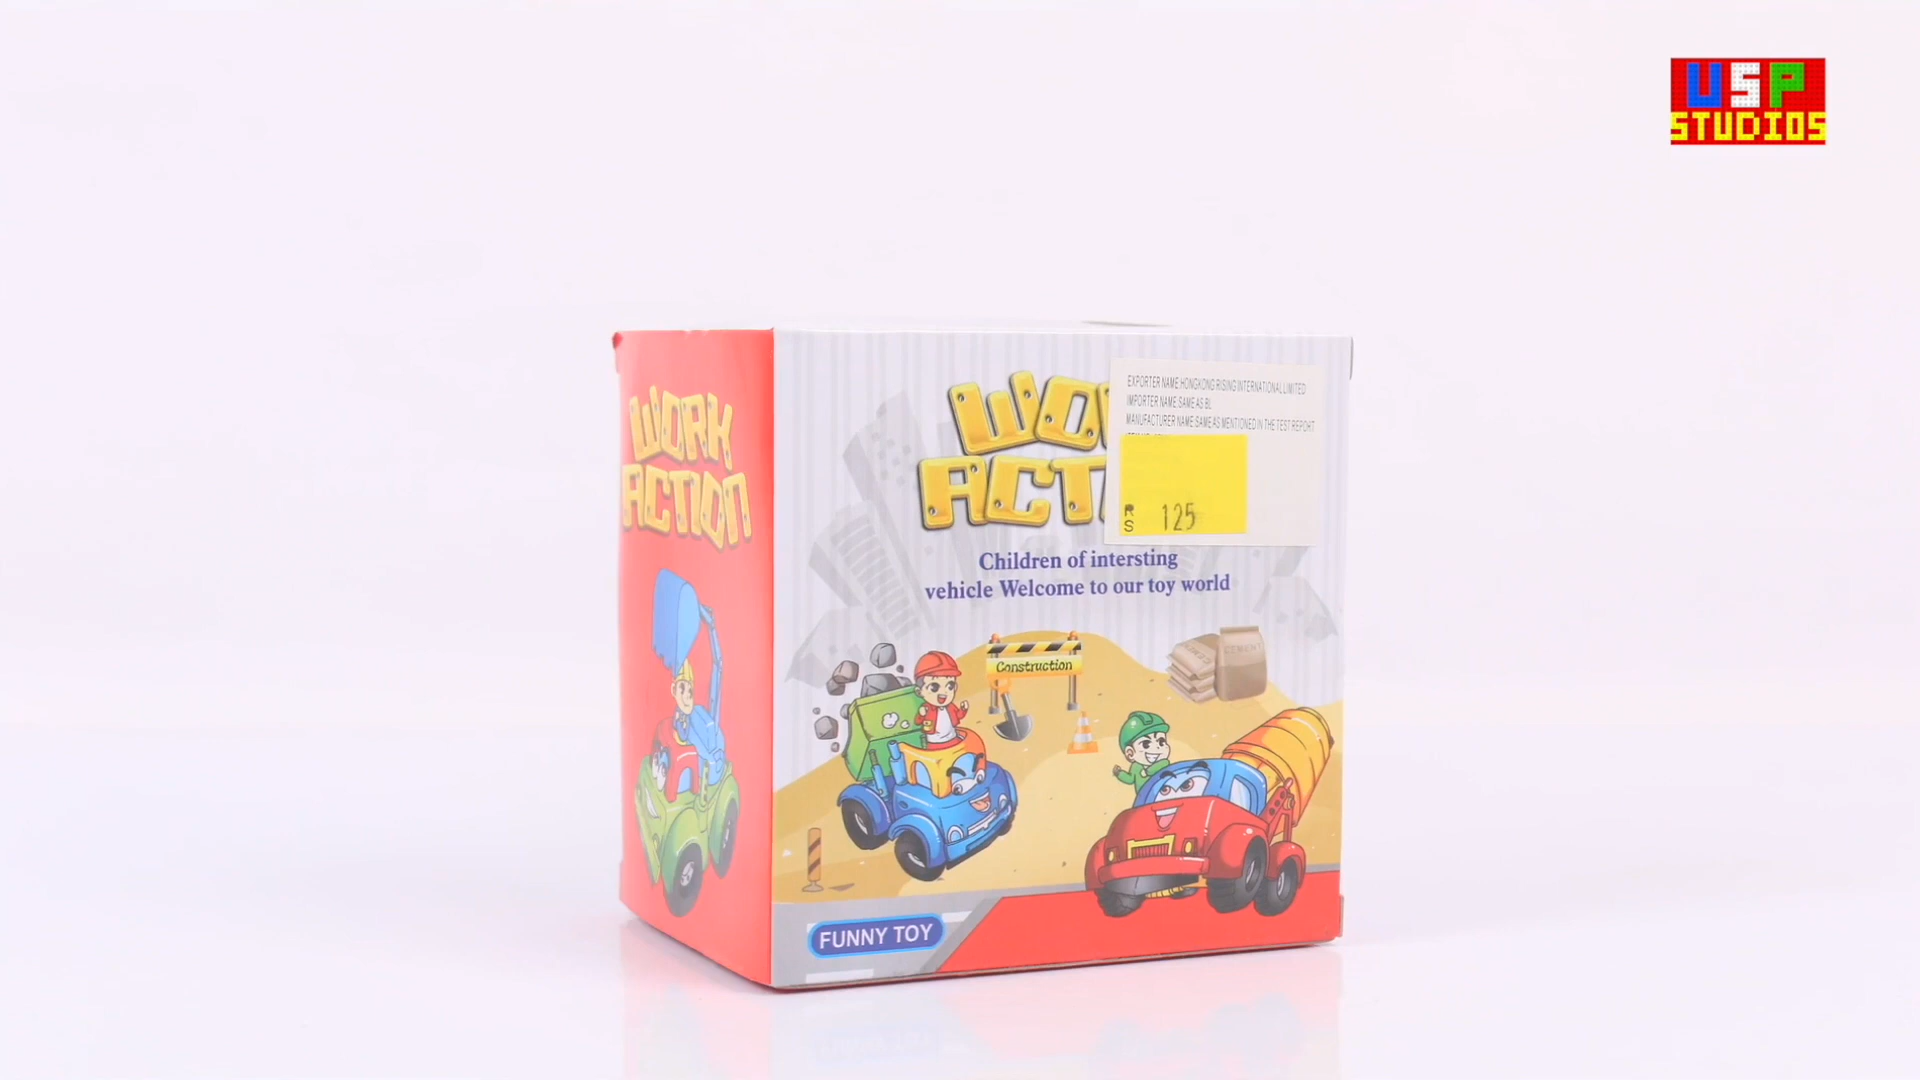 USP
STUDIOS
WORK
ACTION
WO
ACT
EXPORTER NAME HONGKONG RISING INTERNATIONAL LIMITED
IMPORTER NAME SAME AS BL
MANUFACTURER NAME SAME AS MENTIONED IN THE TEST REPORT
RS 125
Children of intersting
vehicle Welcome to our toy world
Construction
CEMENT
CEMENT
FUNNY TOY